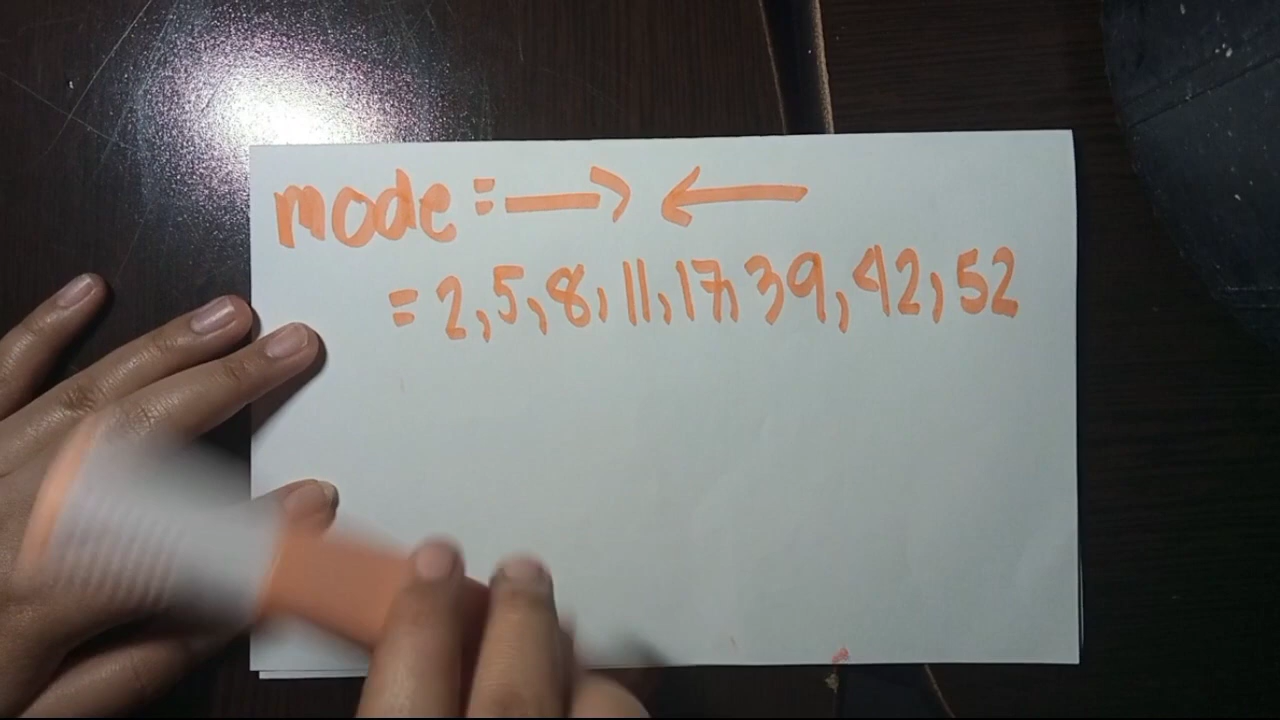 mode = → ←
= 2, 5, 8, 11, 17, 39, 42, 52